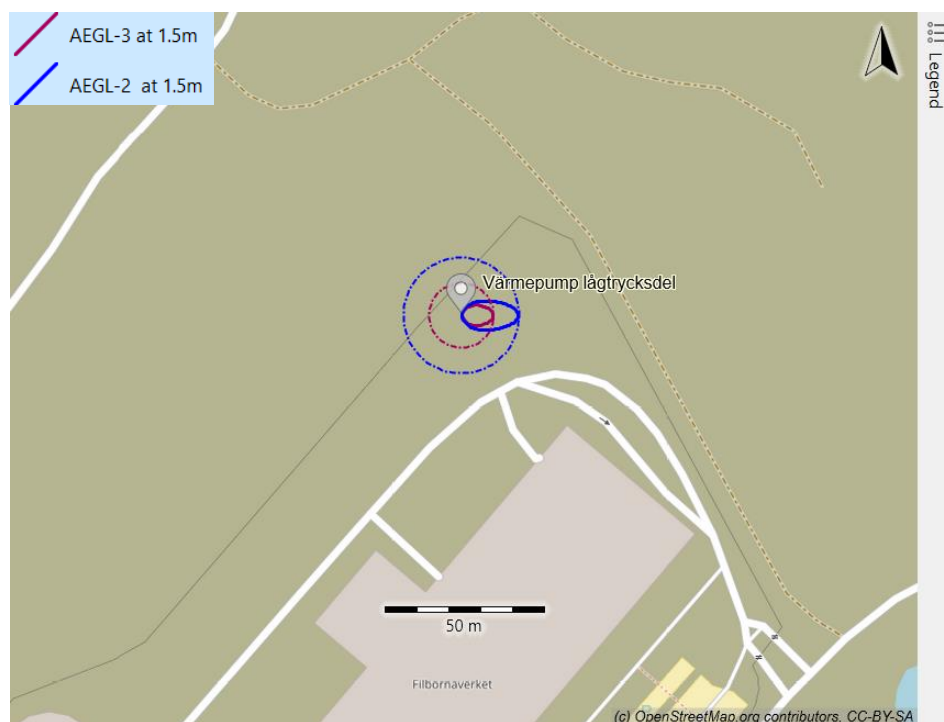 AEGL-3 at 1.5m
AEGL-2 at 1.5m
Legend
Värmepump lågtrycksdel
50 m
Filbornaverket
(c) OpenStreetMap.org contributors, CC-BY-SA